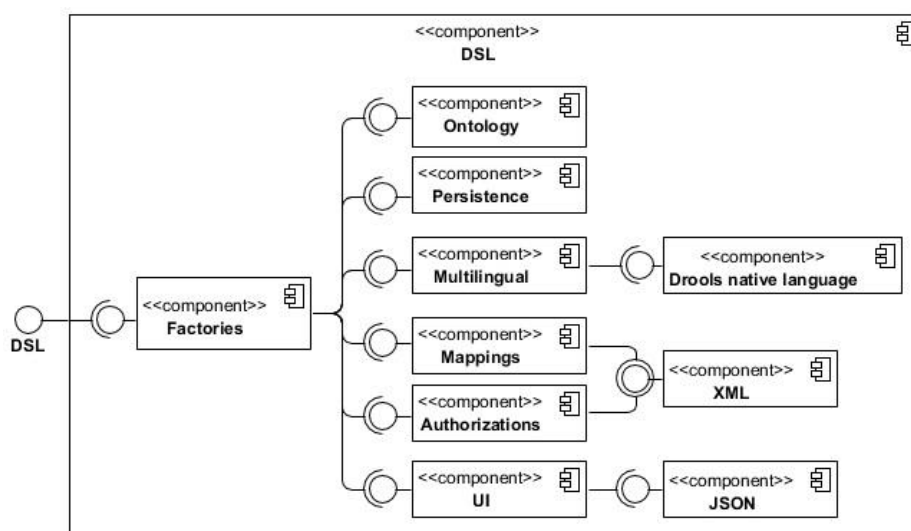 <<component>>
DSL
<<component>>
Ontology
<<component>>
Persistence
<<component>>
Multilingual
<<component>>
Drools native language
<<component>>
Factories
DSL
<<component>>
Mappings
<<component>>
XML
<<component>>
Authorizations
<<component>>
UI
<<component>>
JSON